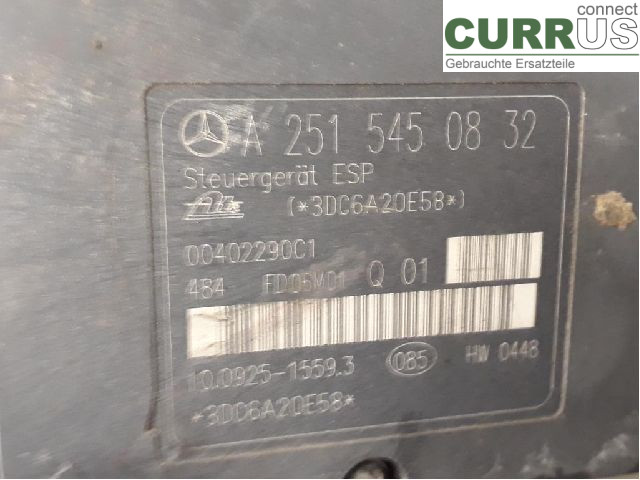 connect
CURRUS
Gebrauchte Ersatzteile
A 251 545 08 32
Steuergerät ESP
(*3DC6A20E58*)
00402290C1
484 FD05M01 Q 01
10.0925-1559.3 085 HW 0448
*3DD6A20E58*